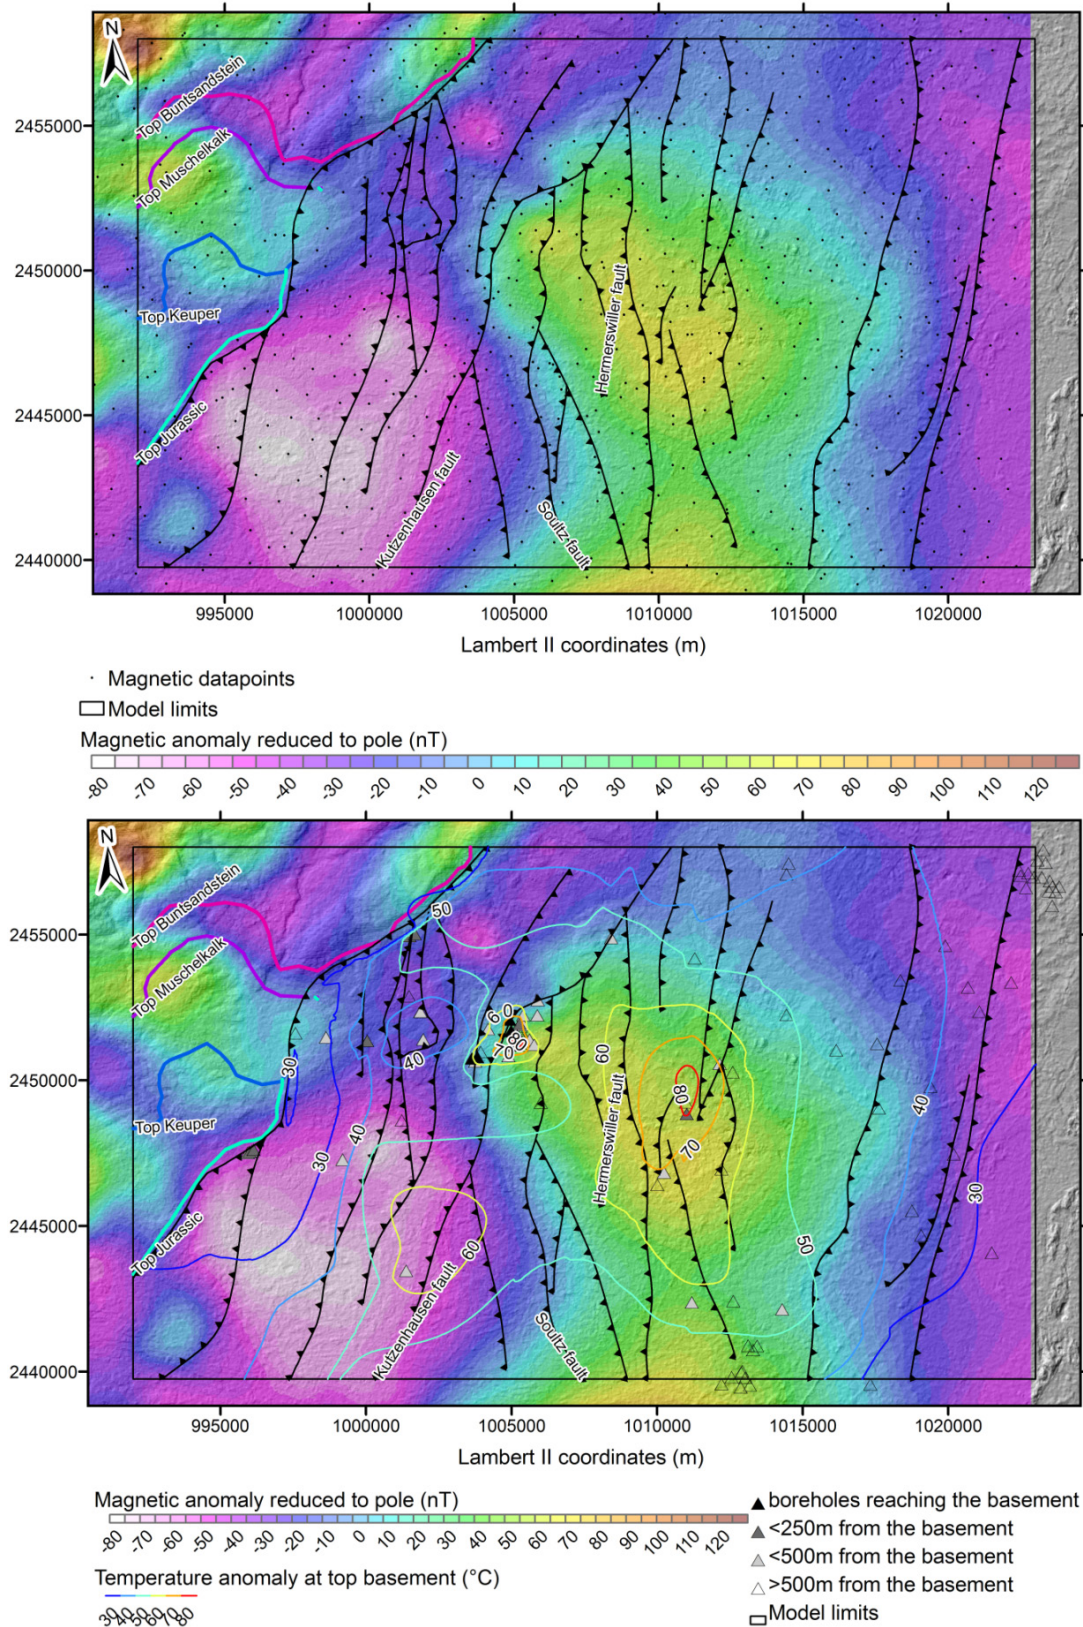 N
Top Buntsandstein
Top Muschelkalk
Top Keuper
Top Jurassic
Hermerswiller fault
Kutzenhausen fault
Soultz fault
2455000
2450000
2445000
2440000
995000 1000000 1005000 1010000 1015000 1020000
Lambert II coordinates (m)
Magnetic datapoints
Model limits
Magnetic anomaly reduced to pole (nT)
-80 -70 -60 -50 -40 -30 -20 -10 0 10 20 30 40 50 60 70 80 90 100 110 120
N
Top Buntsandstein
Top Muschelkalk
Top Keuper
Top Jurassic
Hermerswiller fault
Kutzenhausen fault
Soultz fault
50
60
80
70
40
30
40
30
60
60
80
70
50
40
30
2455000
2450000
2445000
2440000
995000 1000000 1005000 1010000 1015000 1020000
Lambert II coordinates (m)
Magnetic anomaly reduced to pole (nT)
-80 -70 -60 -50 -40 -30 -20 -10 0 10 20 30 40 50 60 70 80 90 100 110 120
Temperature anomaly at top basement (°C)
30 40 50 60 70 80
boreholes reaching the basement
<250m from the basement
<500m from the basement
>500m from the basement
Model limits